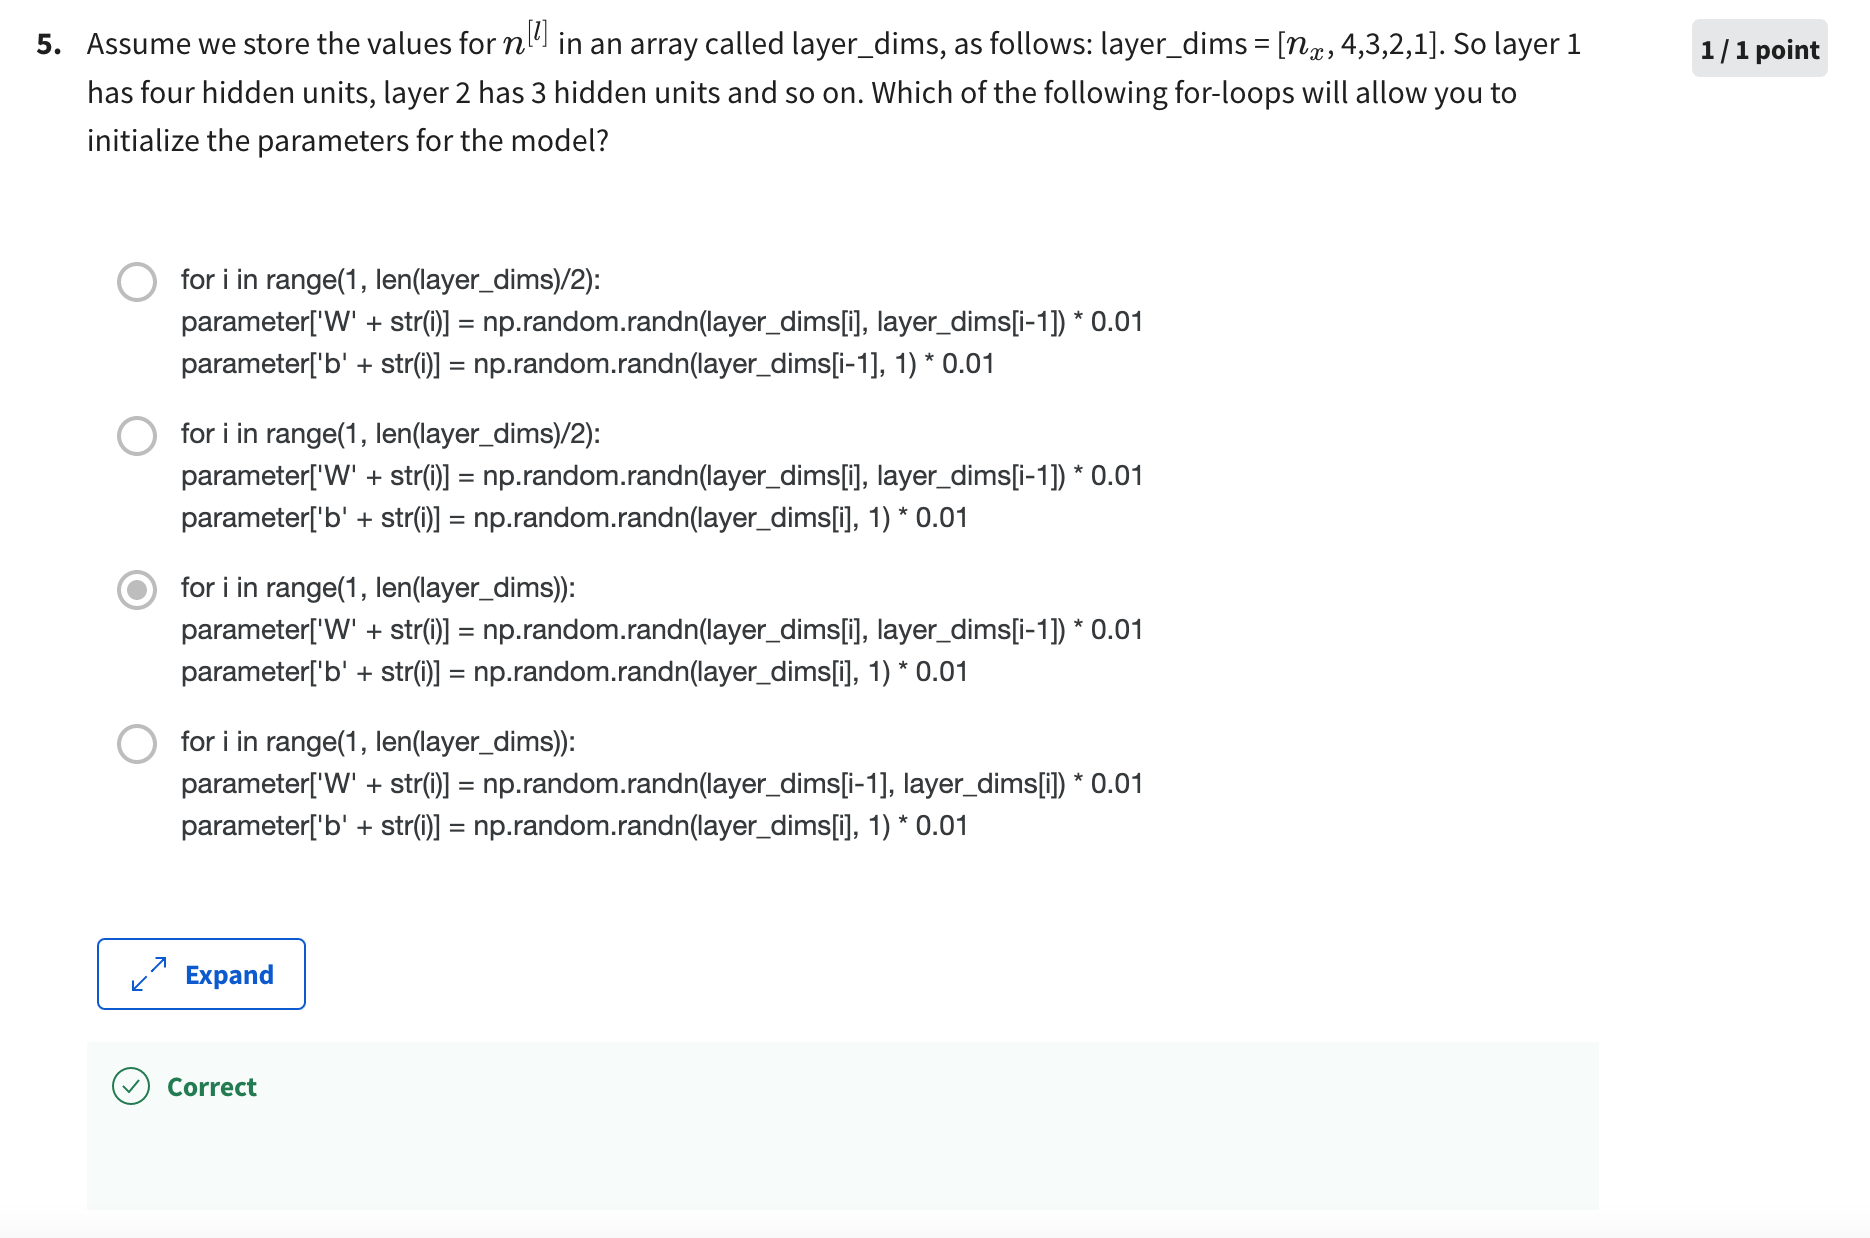 5. Assume we store the values for n^[l] in an array called layer_dims, as follows: layer_dims = [n_x, 4,3,2,1]. So layer 1
1 / 1 point
has four hidden units, layer 2 has 3 hidden units and so on. Which of the following for-loops will allow you to
initialize the parameters for the model?
for i in range(1, len(layer_dims)/2):
parameter['W' + str(i)] = np.random.randn(layer_dims[i], layer_dims[i-1]) * 0.01
parameter['b' + str(i)] = np.random.randn(layer_dims[i-1], 1) * 0.01
for i in range(1, len(layer_dims)/2):
parameter['W' + str(i)] = np.random.randn(layer_dims[i], layer_dims[i-1]) * 0.01
parameter['b' + str(i)] = np.random.randn(layer_dims[i], 1) * 0.01
for i in range(1, len(layer_dims)):
parameter['W' + str(i)] = np.random.randn(layer_dims[i], layer_dims[i-1]) * 0.01
parameter['b' + str(i)] = np.random.randn(layer_dims[i], 1) * 0.01
for i in range(1, len(layer_dims)):
parameter['W' + str(i)] = np.random.randn(layer_dims[i-1], layer_dims[i]) * 0.01
parameter['b' + str(i)] = np.random.randn(layer_dims[i], 1) * 0.01
Expand
Correct